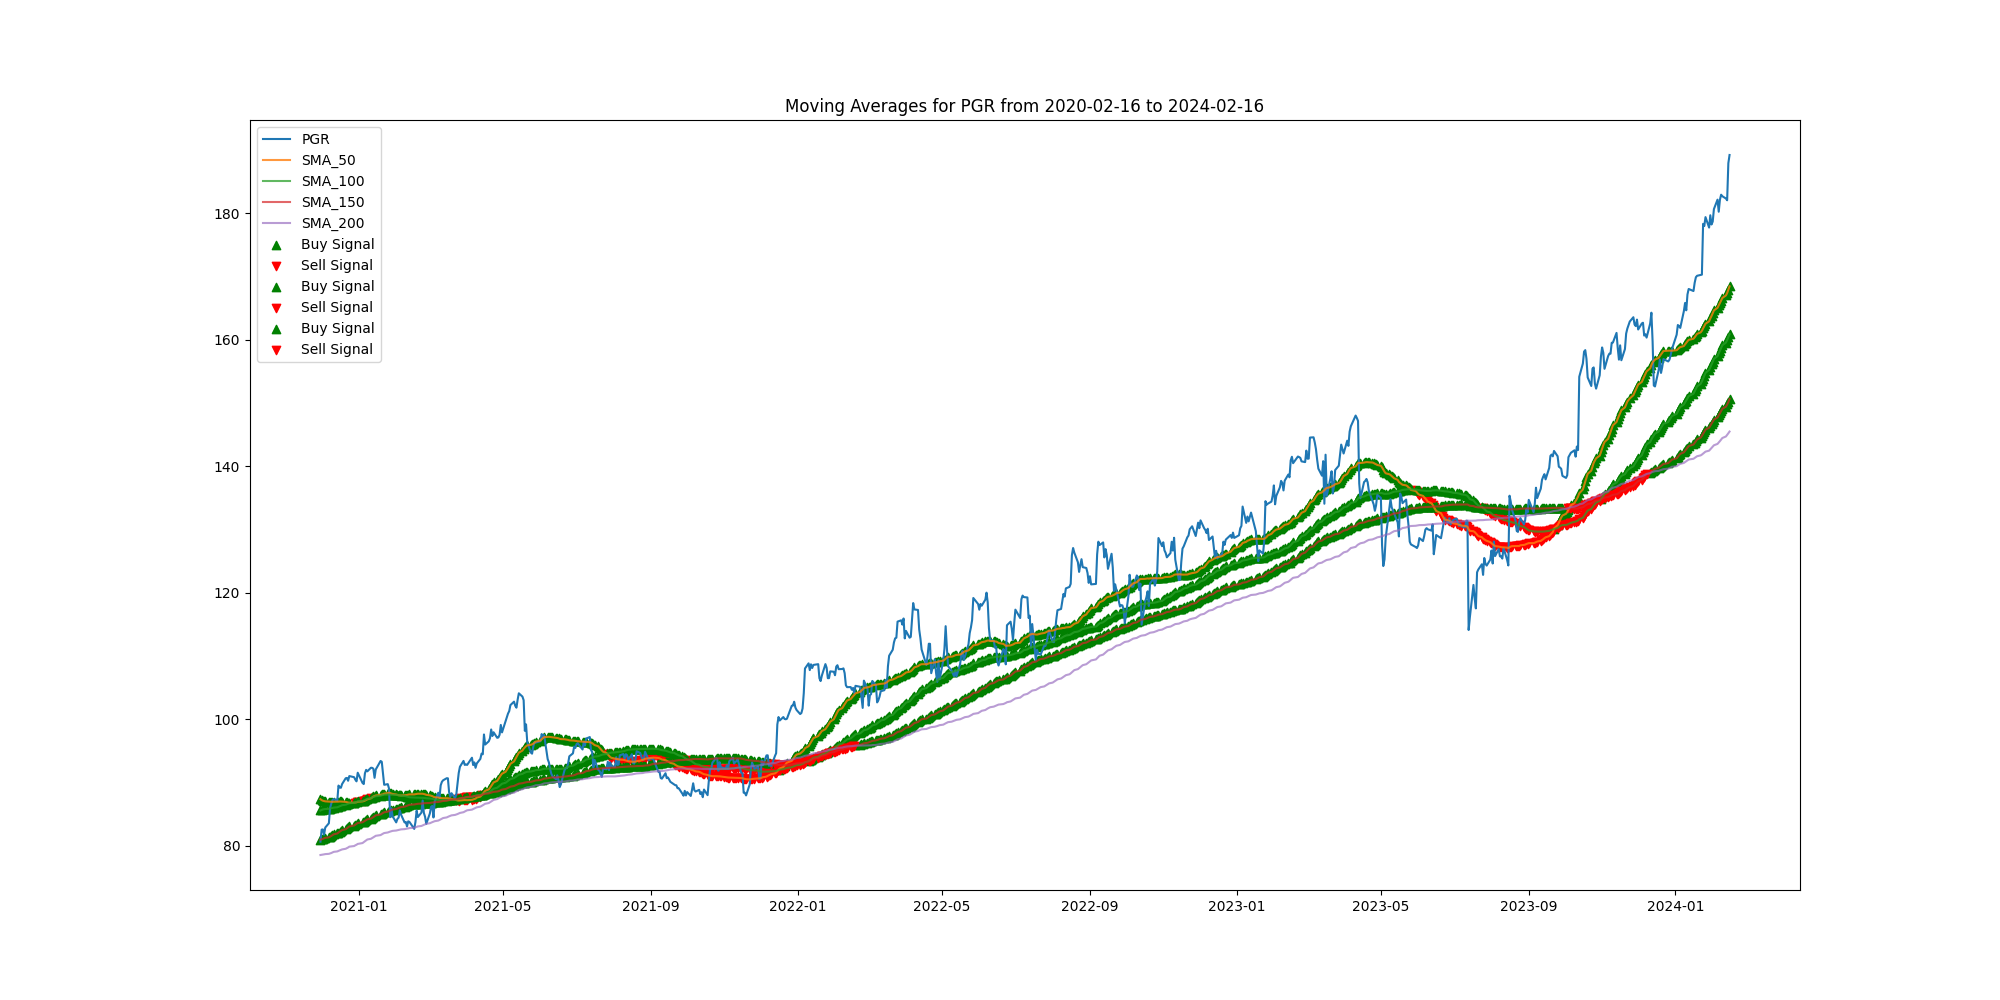 Moving Averages for PGR from 2020-02-16 to 2024-02-16
PGR
SMA_50
SMA_100
SMA_150
SMA_200
Buy Signal
Sell Signal
Buy Signal
Sell Signal
Buy Signal
Sell Signal
180
160
140
120
100
80
2021-01 2021-05 2021-09 2022-01 2022-05 2022-09 2023-01 2023-05 2023-09 2024-01